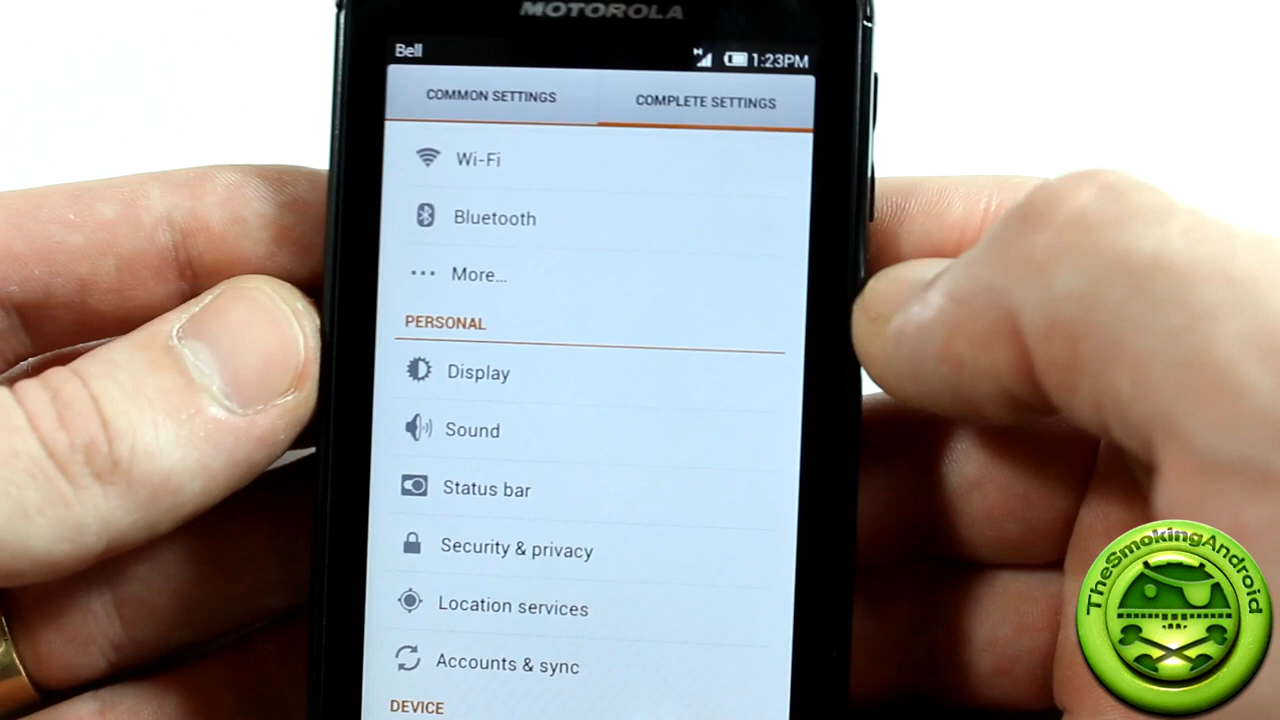 MOTOROLA
Bell
H
1:23PM
COMMON SETTINGS
COMPLETE SETTINGS
Wi-Fi
Bluetooth
More...
PERSONAL
Display
Sound
Status bar
Security & privacy
Location services
Accounts & sync
DEVICE
TheSmokingAndroid